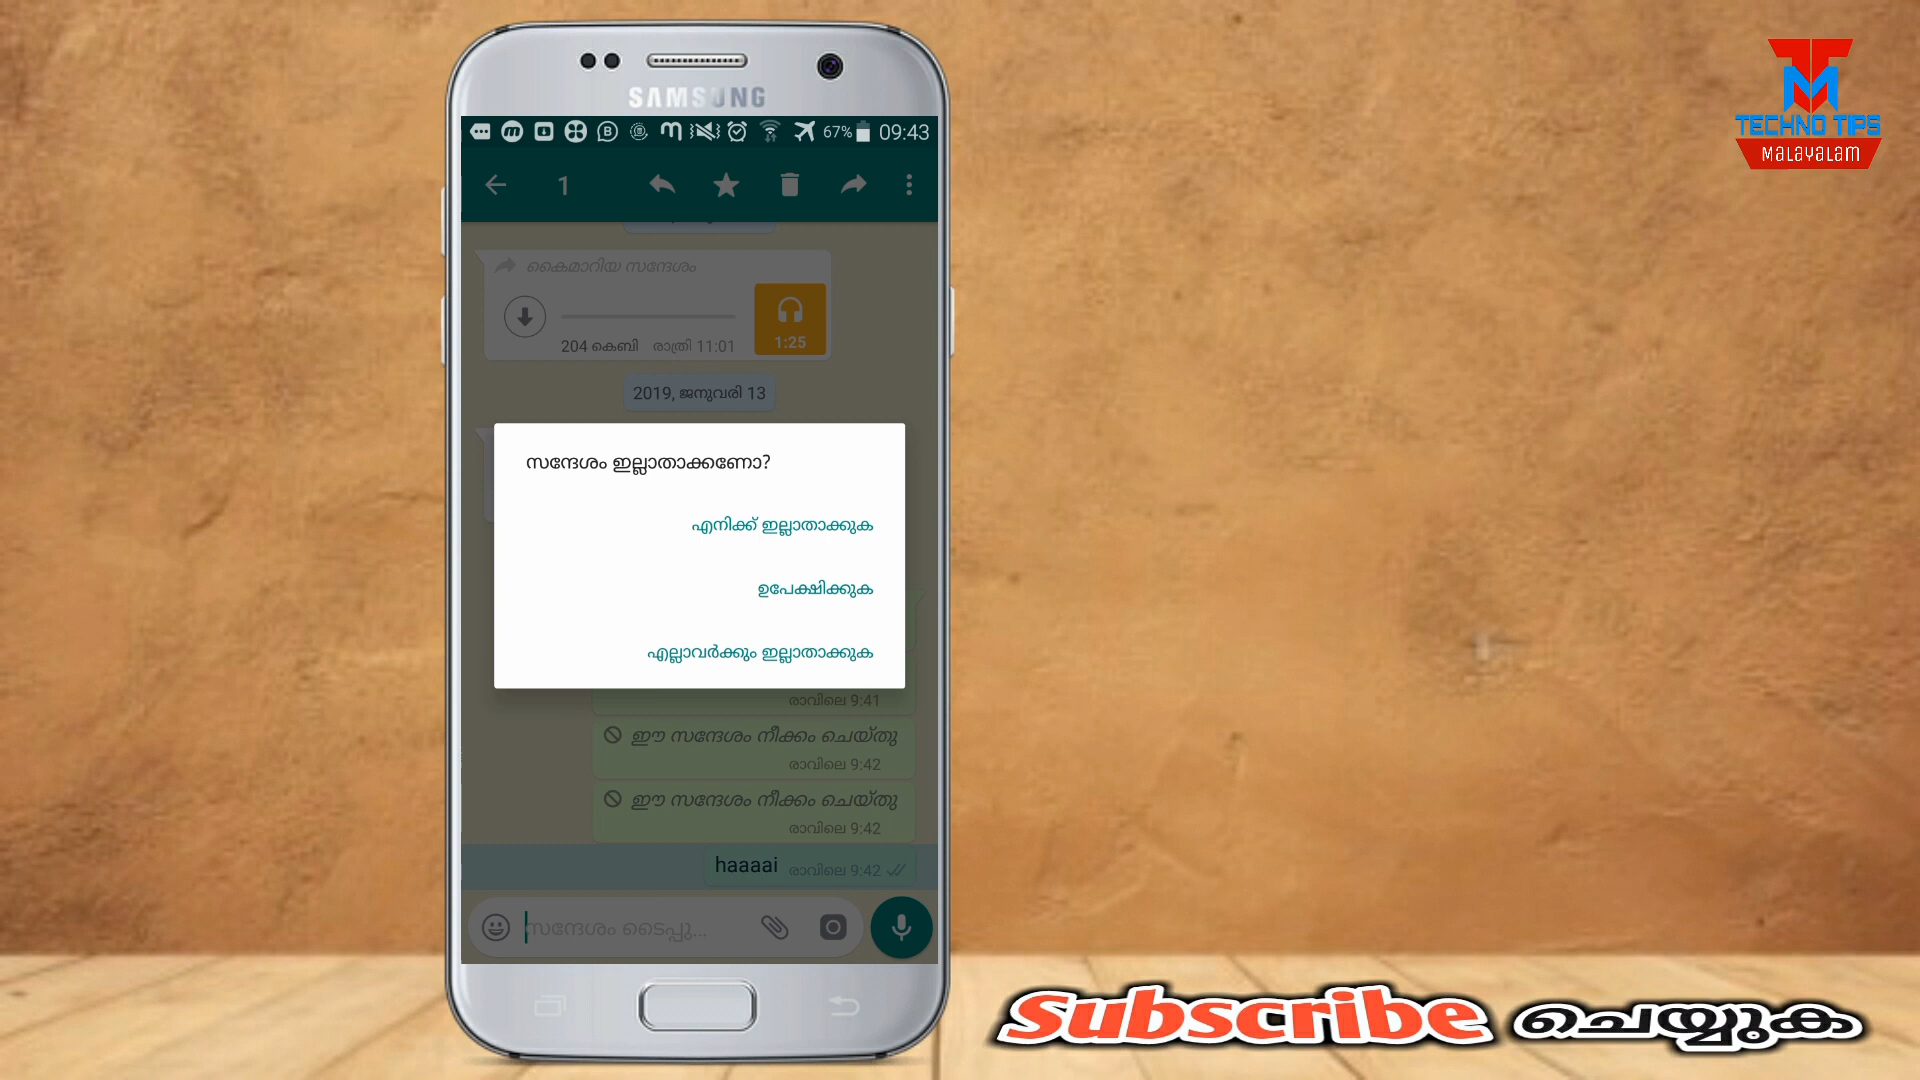 SAMSUNG
67% 09:43
1
കൈമാറിയ സന്ദേശം
1:25
204 കെബി രാത്രി 11:01
2019, ജനുവരി 13
സന്ദേശം ഇല്ലാതാക്കണോ?
എനിക്ക് ഇല്ലാതാക്കുക
ഉപേക്ഷിക്കുക
എല്ലാവർക്കും ഇല്ലാതാക്കുക
രാവിലെ 9:41
ഈ സന്ദേശം നീക്കം ചെയ്തു
രാവിലെ 9:42
ഈ സന്ദേശം നീക്കം ചെയ്തു
രാവിലെ 9:42
haaaai രാവിലെ 9:42
സന്ദേശം ടൈപ്പു...
TM
TECHNO TIPS
MALAYALAM
Subscribe ചെയ്യുക